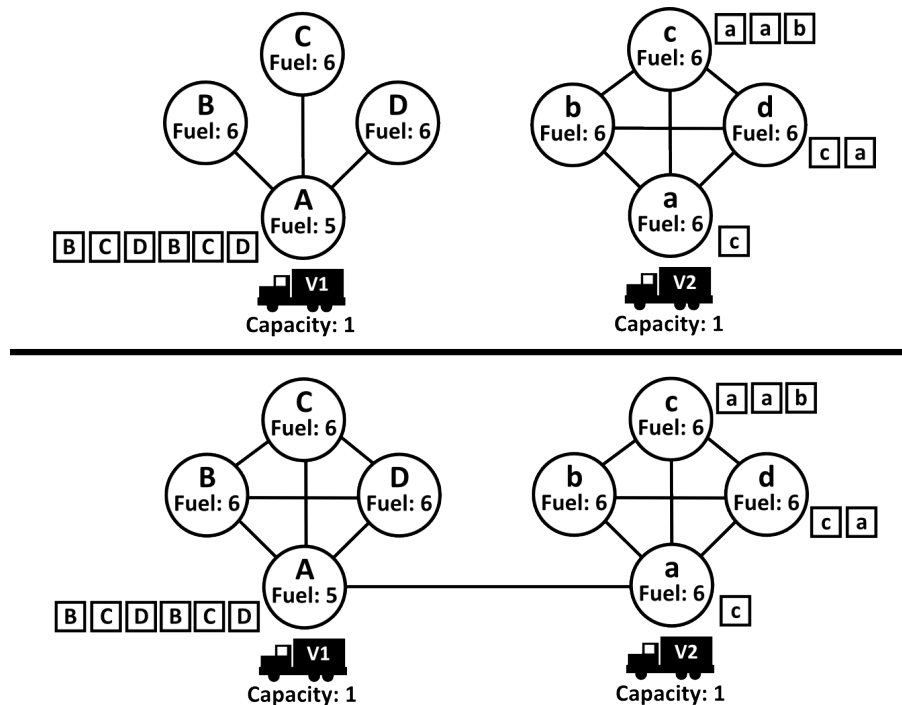 C
Fuel: 6
B
Fuel: 6
D
Fuel: 6
A
Fuel: 5
B C D B C D
V1
Capacity: 1
c
Fuel: 6
a a b
b
Fuel: 6
d
Fuel: 6
c a
a
Fuel: 6
c
V2
Capacity: 1
C
Fuel: 6
B
Fuel: 6
D
Fuel: 6
A
Fuel: 5
B C D B C D
V1
Capacity: 1
c
Fuel: 6
a a b
b
Fuel: 6
d
Fuel: 6
c a
a
Fuel: 6
c
V2
Capacity: 1